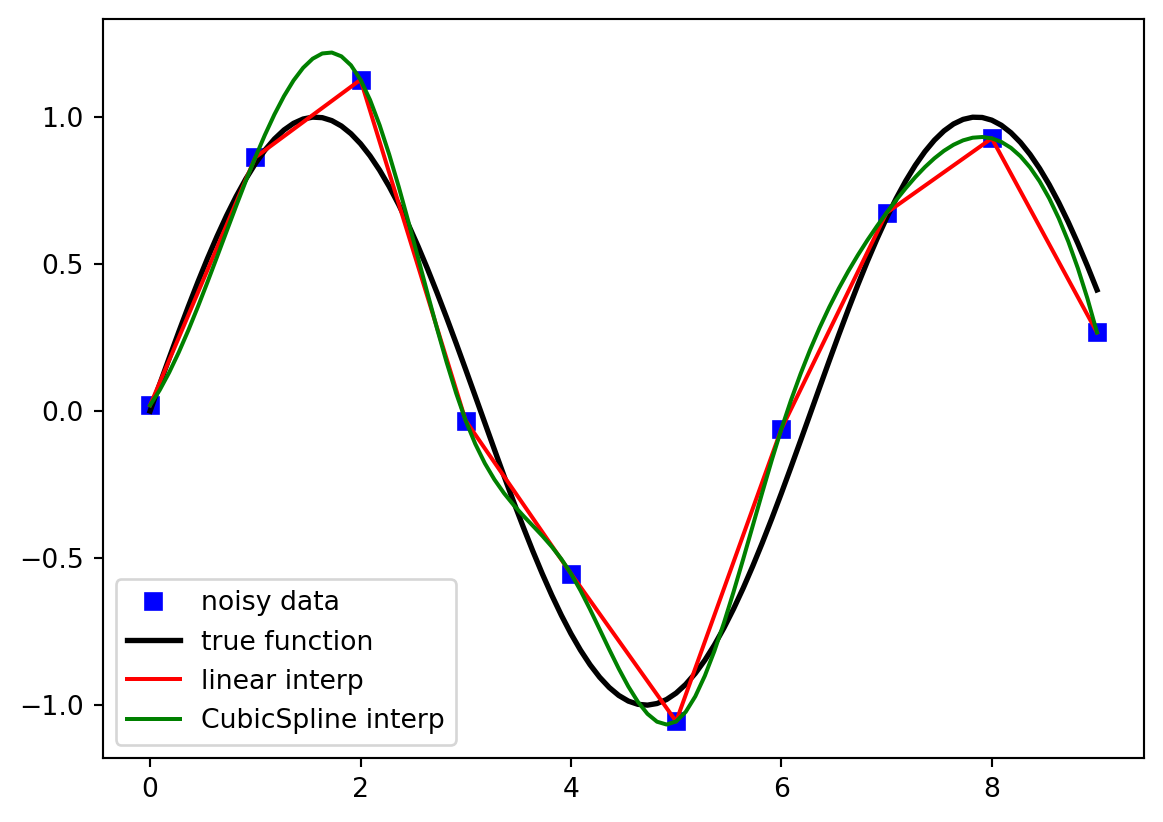 1.0
0.5
0.0
−0.5
−1.0
noisy data
true function
linear interp
CubicSpline interp
0 2 4 6 8